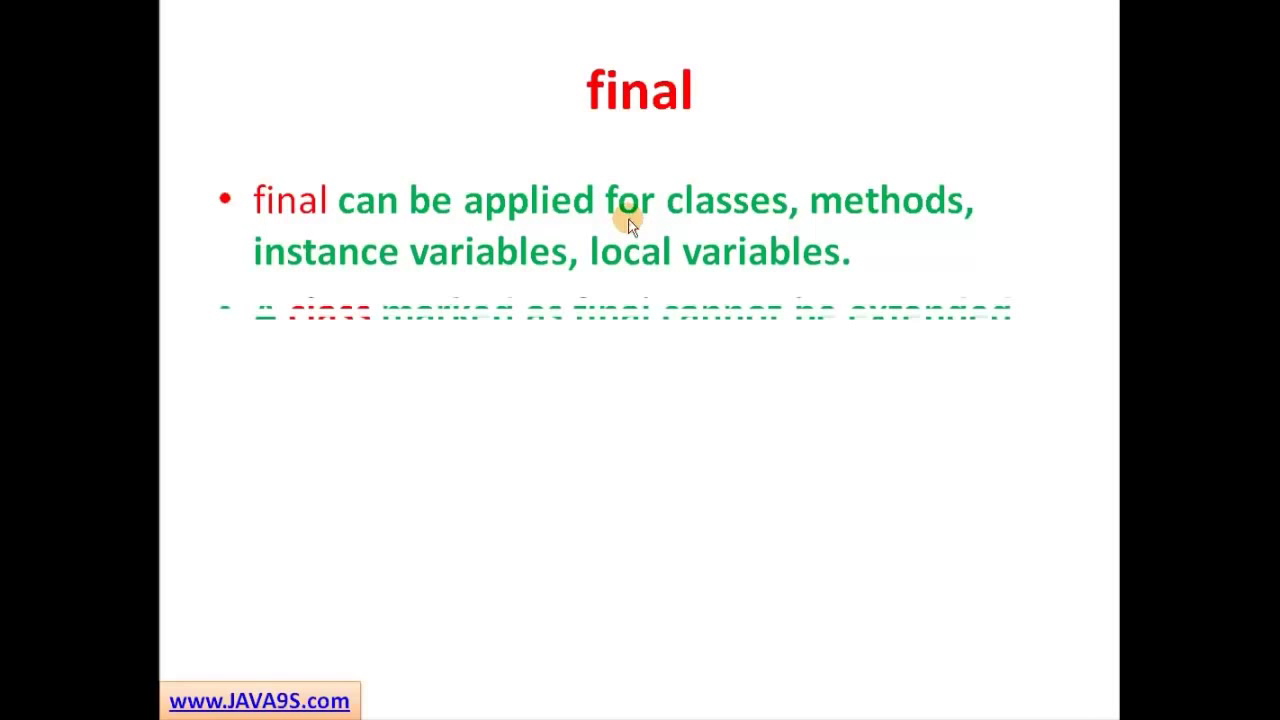 final
• final can be applied for classes, methods,
instance variables, local variables.
• A class marked as final cannot be extended
www.JAVA9S.com